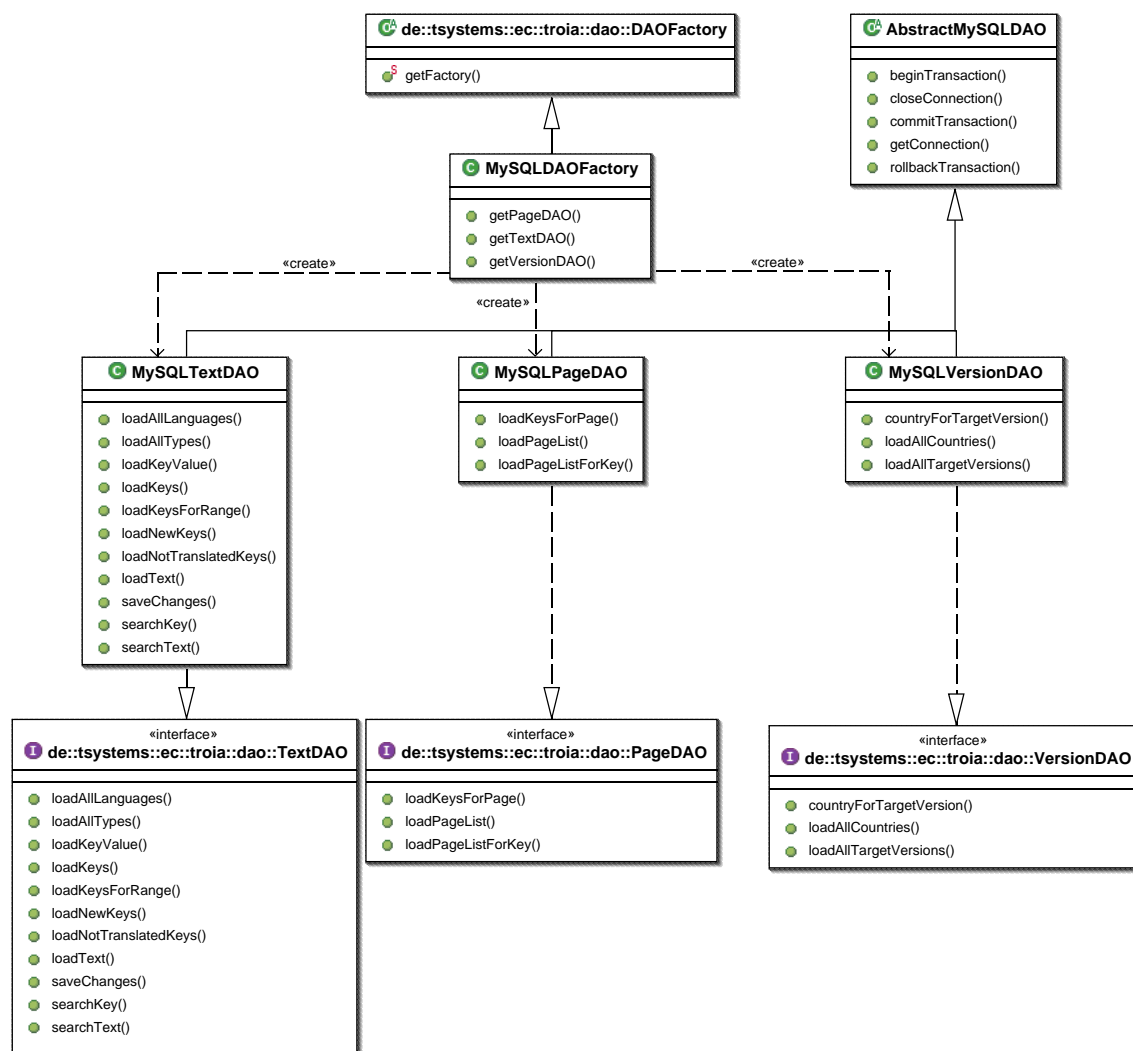 de::tsystems::ec::troia::dao::DAOFactory
getFactory()
AbstractMySQLDAO
beginTransaction()
closeConnection()
commitTransaction()
getConnection()
rollbackTransaction()
MySQLDAOFactory
getPageDAO()
getTextDAO()
getVersionDAO()
«create»
«create»
«create»
MySQLTextDAO
loadAllLanguages()
loadAllTypes()
loadKeyValue()
loadKeys()
loadKeysForRange()
loadNewKeys()
loadNotTranslatedKeys()
loadText()
saveChanges()
searchKey()
searchText()
MySQLPageDAO
loadKeysForPage()
loadPageList()
loadPageListForKey()
MySQLVersionDAO
countryForTargetVersion()
loadAllCountries()
loadAllTargetVersions()
«interface»
de::tsystems::ec::troia::dao::TextDAO
loadAllLanguages()
loadAllTypes()
loadKeyValue()
loadKeys()
loadKeysForRange()
loadNewKeys()
loadNotTranslatedKeys()
loadText()
saveChanges()
searchKey()
searchText()
«interface»
de::tsystems::ec::troia::dao::PageDAO
loadKeysForPage()
loadPageList()
loadPageListForKey()
«interface»
de::tsystems::ec::troia::dao::VersionDAO
countryForTargetVersion()
loadAllCountries()
loadAllTargetVersions()